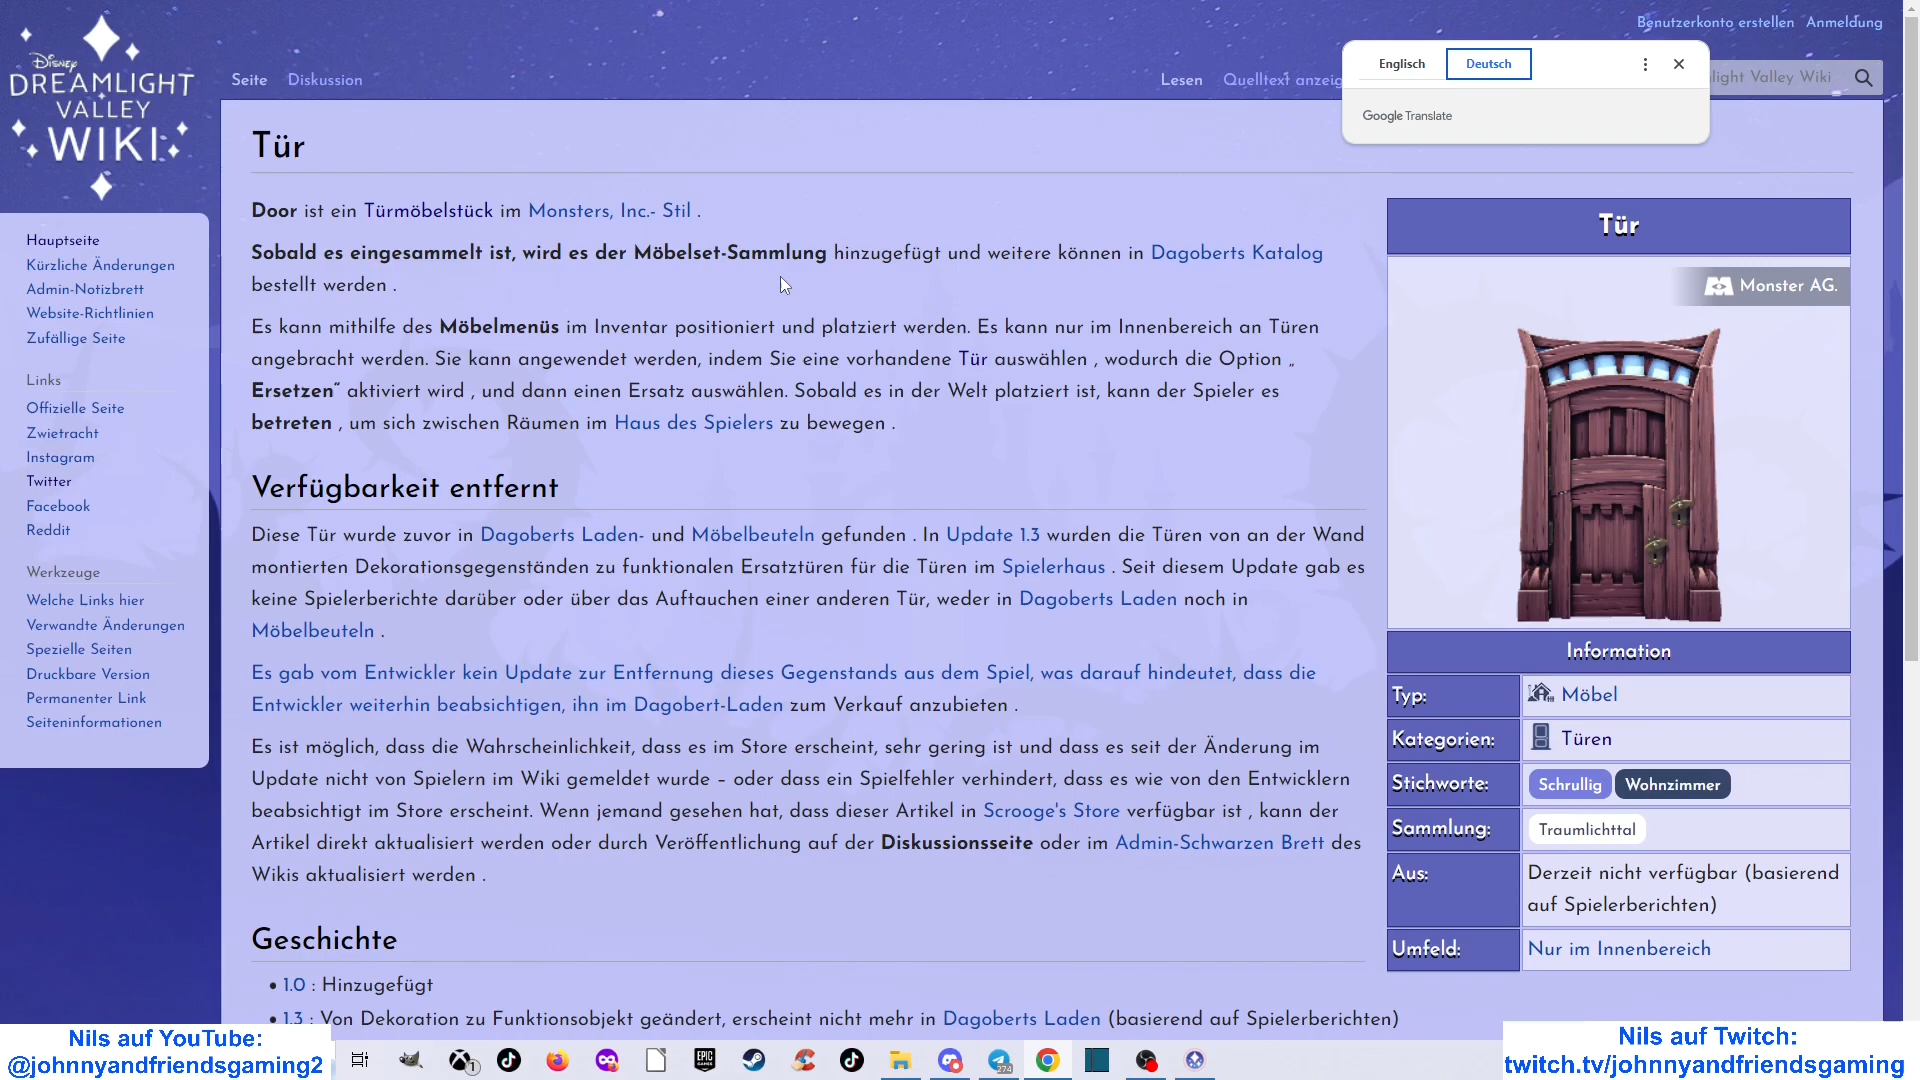 Disney
DREAMLIGHT
VALLEY
WIKI
Benutzerkonto erstellen Anmeldung
Seite Diskussion
Lesen Quelltext anzeig
light Valley Wiki
Englisch Deutsch
Google Translate
Hauptseite
Kürzliche Änderungen
Admin-Notizbrett
Website-Richtlinien
Zufällige Seite
Links
Offizielle Seite
Zwietracht
Instagram
Twitter
Facebook
Reddit
Werkzeuge
Welche Links hier
Verwandte Änderungen
Spezielle Seiten
Druckbare Version
Permanenter Link
Seiteninformationen
Tür
Door ist ein Türmöbelstück im Monsters, Inc.- Stil .
Sobald es eingesammelt ist, wird es der Möbelset-Sammlung hinzugefügt und weitere können in Dagoberts Katalog
bestellt werden .
Es kann mithilfe des Möbelmenüs im Inventar positioniert und platziert werden. Es kann nur im Innenbereich an Türen
angebracht werden. Sie kann angewendet werden, indem Sie eine vorhandene Tür auswählen , wodurch die Option „
Ersetzen“ aktiviert wird , und dann einen Ersatz auswählen. Sobald es in der Welt platziert ist, kann der Spieler es
betreten , um sich zwischen Räumen im Haus des Spielers zu bewegen .
Verfügbarkeit entfernt
Diese Tür wurde zuvor in Dagoberts Laden- und Möbelbeuteln gefunden . In Update 1.3 wurden die Türen von an der Wand
montierten Dekorationsgegenständen zu funktionalen Ersatztüren für die Türen im Spielerhaus . Seit diesem Update gab es
keine Spielerberichte darüber oder über das Auftauchen einer anderen Tür, weder in Dagoberts Laden noch in
Möbelbeuteln .
Es gab vom Entwickler kein Update zur Entfernung dieses Gegenstands aus dem Spiel, was darauf hindeutet, dass die
Entwickler weiterhin beabsichtigen, ihn im Dagobert-Laden zum Verkauf anzubieten .
Es ist möglich, dass die Wahrscheinlichkeit, dass es im Store erscheint, sehr gering ist und dass es seit der Änderung im
Update nicht von Spielern im Wiki gemeldet wurde – oder dass ein Spielfehler verhindert, dass es wie von den Entwicklern
beabsichtigt im Store erscheint. Wenn jemand gesehen hat, dass dieser Artikel in Scrooge's Store verfügbar ist , kann der
Artikel direkt aktualisiert werden oder durch Veröffentlichung auf der Diskussionsseite oder im Admin-Schwarzen Brett des
Wikis aktualisiert werden .
Geschichte
• 1.0 : Hinzugefügt
• 1.3 : Von Dekoration zu Funktionsobjekt geändert, erscheint nicht mehr in Dagoberts Laden (basierend auf Spielerberichten)
Tür
Monster AG.
Information
Typ: Möbel
Kategorien: Türen
Stichworte: Schrullig Wohnzimmer
Sammlung: Traumlichttal
Aus: Derzeit nicht verfügbar (basierend
auf Spielerberichten)
Umfeld: Nur im Innenbereich
Nils auf YouTube:
@johnnyandfriendsgaming2
1
EPIC
GAMES
274
Nils auf Twitch:
twitch.tv/johnnyandfriendsgaming